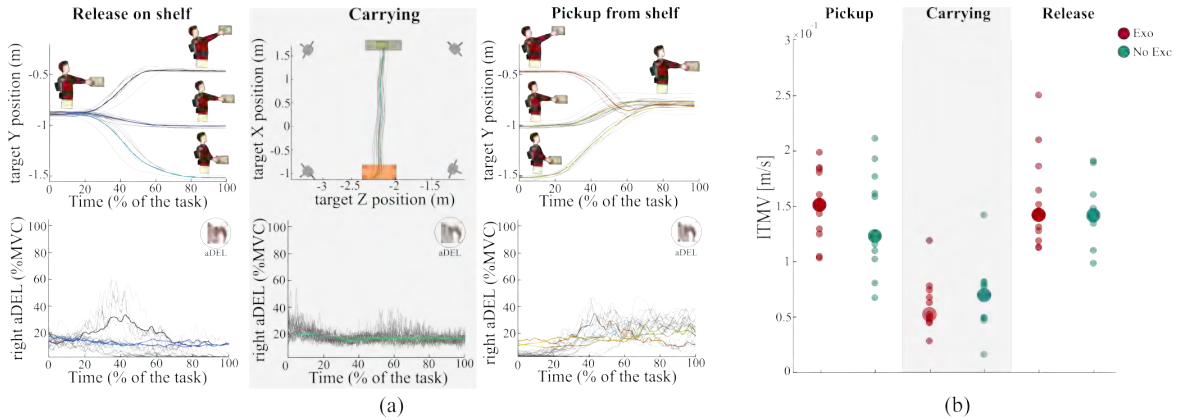 Release on shelf
Carrying
Pickup from shelf
target Y position (m)
-0.5
-1
-1.5
0 20 40 60 80 100
Time (% of the task)
target X position (m)
1.5
1
0.5
0
-0.5
-1
-3 -2.5 -2 -1.5
target Z position (m)
target Y position (m)
-0.5
-1
-1.5
0 20 40 60 80 100
Time (% of the task)
right aDEL (%MVC)
100
80
60
40
20
aDEL
0 20 40 60 80 100
Time (% of the task)
right aDEL (%MVC)
100
80
60
40
20
aDEL
0 20 40 60 80 100
Time (% of the task)
right aDEL (%MVC)
100
80
60
40
20
aDEL
0 20 40 60 80 100
Time (% of the task)
(a)
Pickup
Carrying
Release
Exo
No Exc
3 ×10⁻¹
2.5
2
1.5
1
0.5
0
ITMV [m/s]
(b)